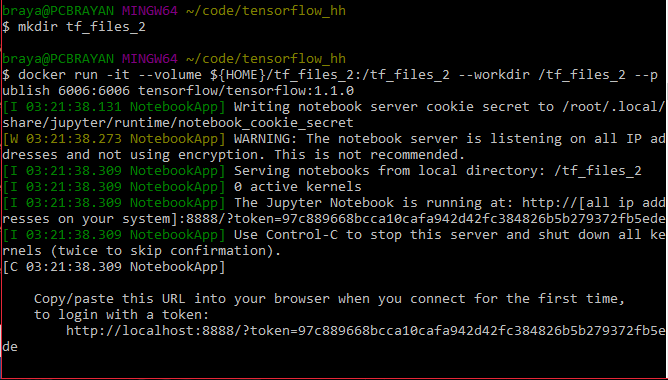 braya@PCBRAYAN MINGW64 ~/code/tensorflow_hh
$ mkdir tf_files_2
braya@PCBRAYAN MINGW64 ~/code/tensorflow_hh
$ docker run -it --volume ${HOME}/tf_files_2:/tf_files_2 --workdir /tf_files_2 --p
ublish 6006:6006 tensorflow/tensorflow:1.1.0
[I 03:21:38.131 NotebookApp] Writing notebook server cookie secret to /root/.local/
share/jupyter/runtime/notebook_cookie_secret
[W 03:21:38.273 NotebookApp] WARNING: The notebook server is listening on all IP ad
dresses and not using encryption. This is not recommended.
[I 03:21:38.309 NotebookApp] Serving notebooks from local directory: /tf_files_2
[I 03:21:38.309 NotebookApp] 0 active kernels
[I 03:21:38.309 NotebookApp] The Jupyter Notebook is running at: http://[all ip add
resses on your system]:8888/?token=97c889668bcca10cafa942d42fc384826b5b279372fb5ede
[I 03:21:38.309 NotebookApp] Use Control-C to stop this server and shut down all ke
rnels (twice to skip confirmation).
[C 03:21:38.309 NotebookApp]
Copy/paste this URL into your browser when you connect for the first time,
to login with a token:
http://localhost:8888/?token=97c889668bcca10cafa942d42fc384826b5b279372fb5e
de